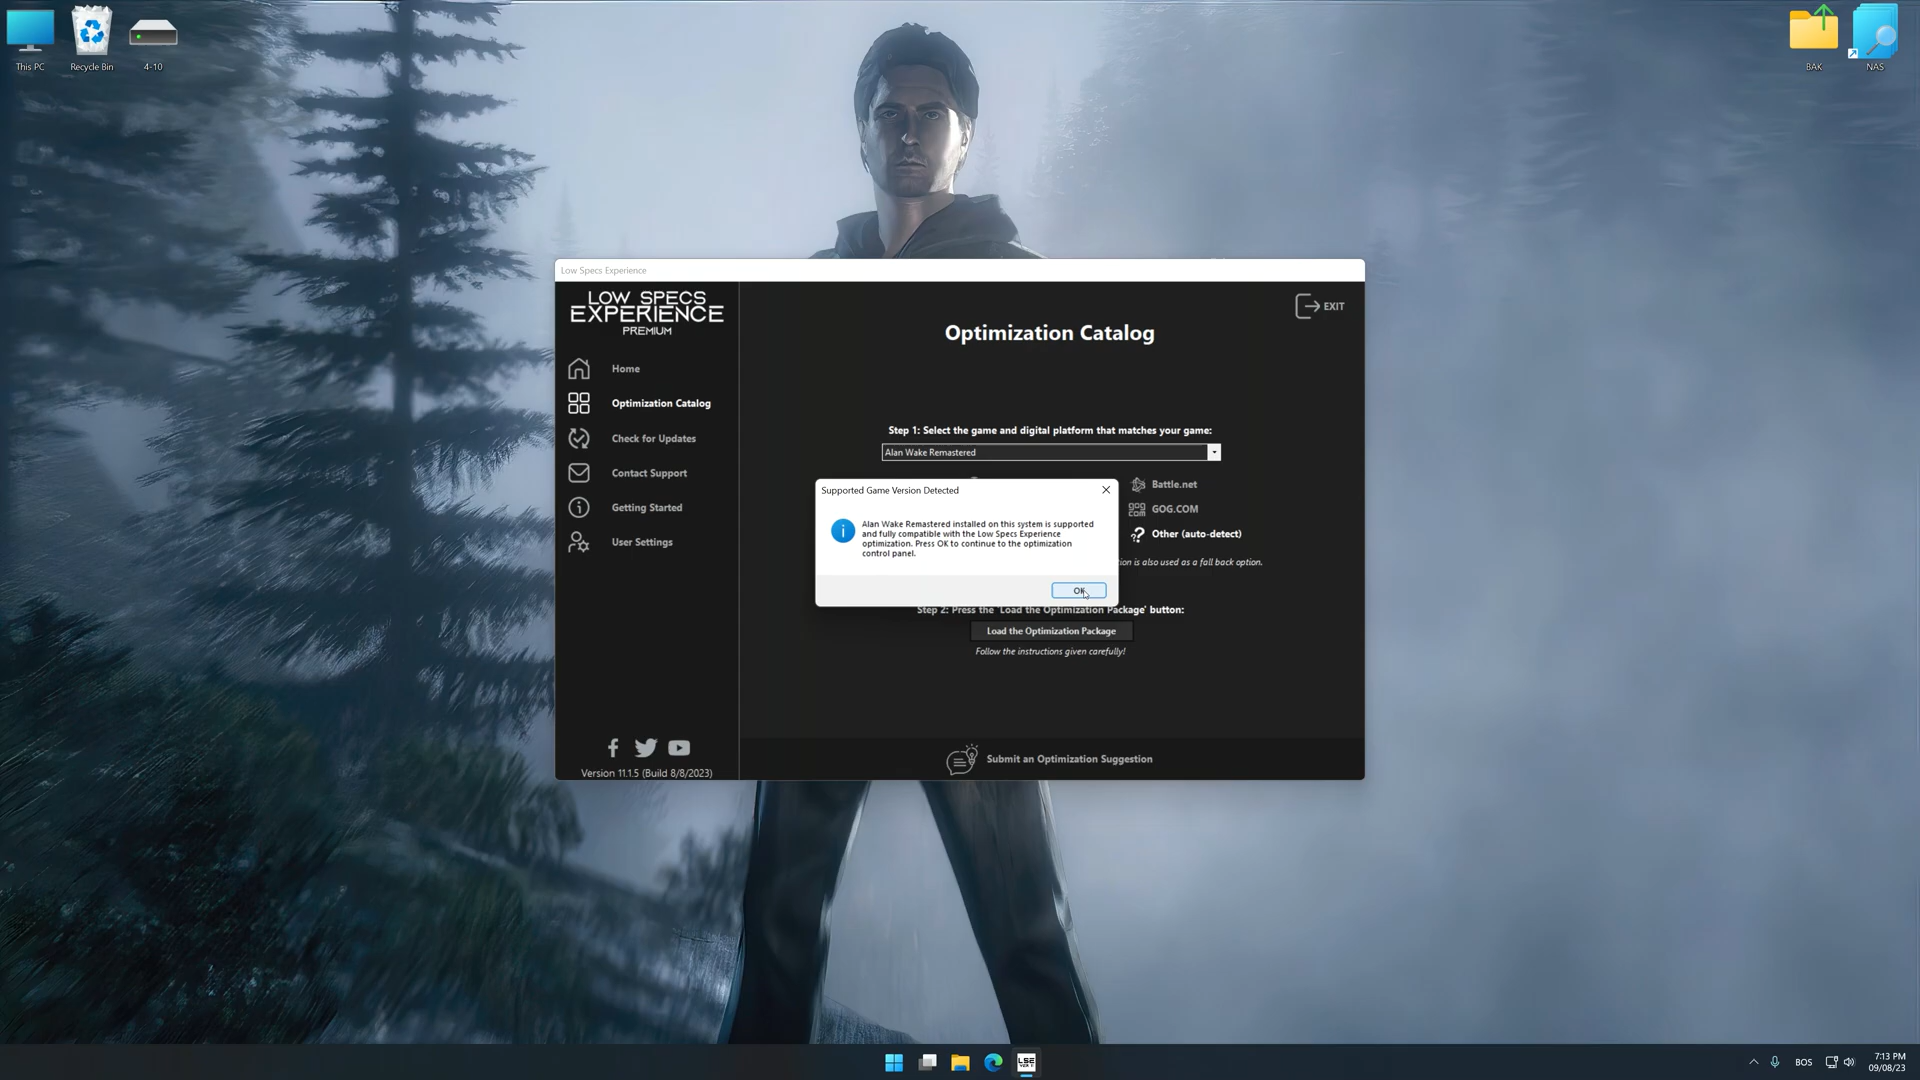 This PC
Recycle Bin
4-10
BAK
NAS
Low Specs Experience
LOW SPECS
EXPERIENCE
PREMIUM
Home
Optimization Catalog
Check for Updates
Contact Support
Getting Started
User Settings
Version 11.1.5 (Build 8/8/2023)
EXIT
Optimization Catalog
Step 1: Select the game and digital platform that matches your game:
Alan Wake Remastered
Battle.net
GOG.COM
Other (auto-detect)
is also used as a fall back option.
Supported Game Version Detected
Alan Wake Remastered installed on this system is supported
and fully compatible with the Low Specs Experience
optimization. Press OK to continue to the optimization
control panel.
OK
Step 2: Press the 'Load the Optimization Package' button:
Load the Optimization Package
Follow the instructions given carefully!
Submit an Optimization Suggestion
LSE
BOS
7:13 PM
09/08/23